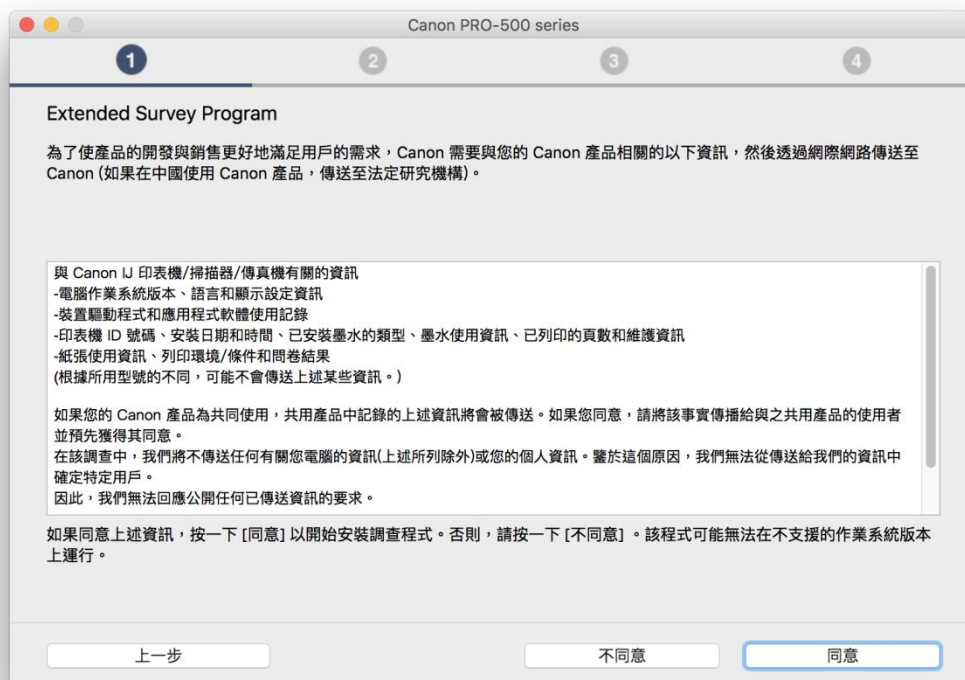 Canon PRO-500 series
1
2
3
4
Extended Survey Program
為了使產品的開發與銷售更好地滿足用戶的需求，Canon 需要與您的 Canon 產品相關的以下資訊，然後透過網際網路傳送至
Canon (如果在中國使用 Canon 產品，傳送至法定研究機構)。
與 Canon IJ 印表機/掃描器/傳真機有關的資訊
-電腦作業系統版本、語言和顯示設定資訊
-裝置驅動程式和應用程式軟體使用記錄
-印表機 ID 號碼、安裝日期和時間、已安裝墨水的類型、墨水使用資訊、已列印的頁數和維護資訊
-紙張使用資訊、列印環境/條件和問卷結果
(根據所用型號的不同，可能不會傳送上述某些資訊。)
如果您的 Canon 產品為共同使用，共用產品中記錄的上述資訊將會被傳送。如果您同意，請將該事實傳播給與之共用產品的使用者
並預先獲得其同意。
在該調查中，我們將不傳送任何有關您電腦的資訊(上述所列除外)或您的個人資訊。鑒於這個原因，我們無法從傳送給我們的資訊中
確定特定用戶。
因此，我們無法回應公開任何已傳送資訊的要求。
如果同意上述資訊，按一下 [同意] 以開始安裝調查程式。否則，請按一下 [不同意] 。該程式可能無法在不支援的作業系統版本
上運行。
上一步
不同意
同意